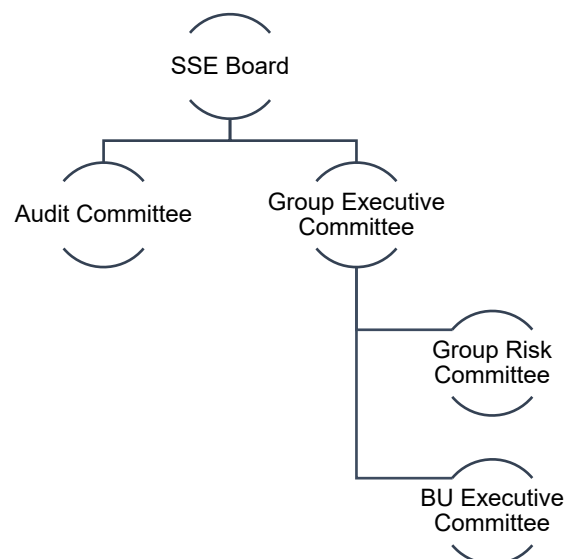 SSE Board
Audit Committee
Group Executive
Committee
Group Risk
Committee
BU Executive
Committee